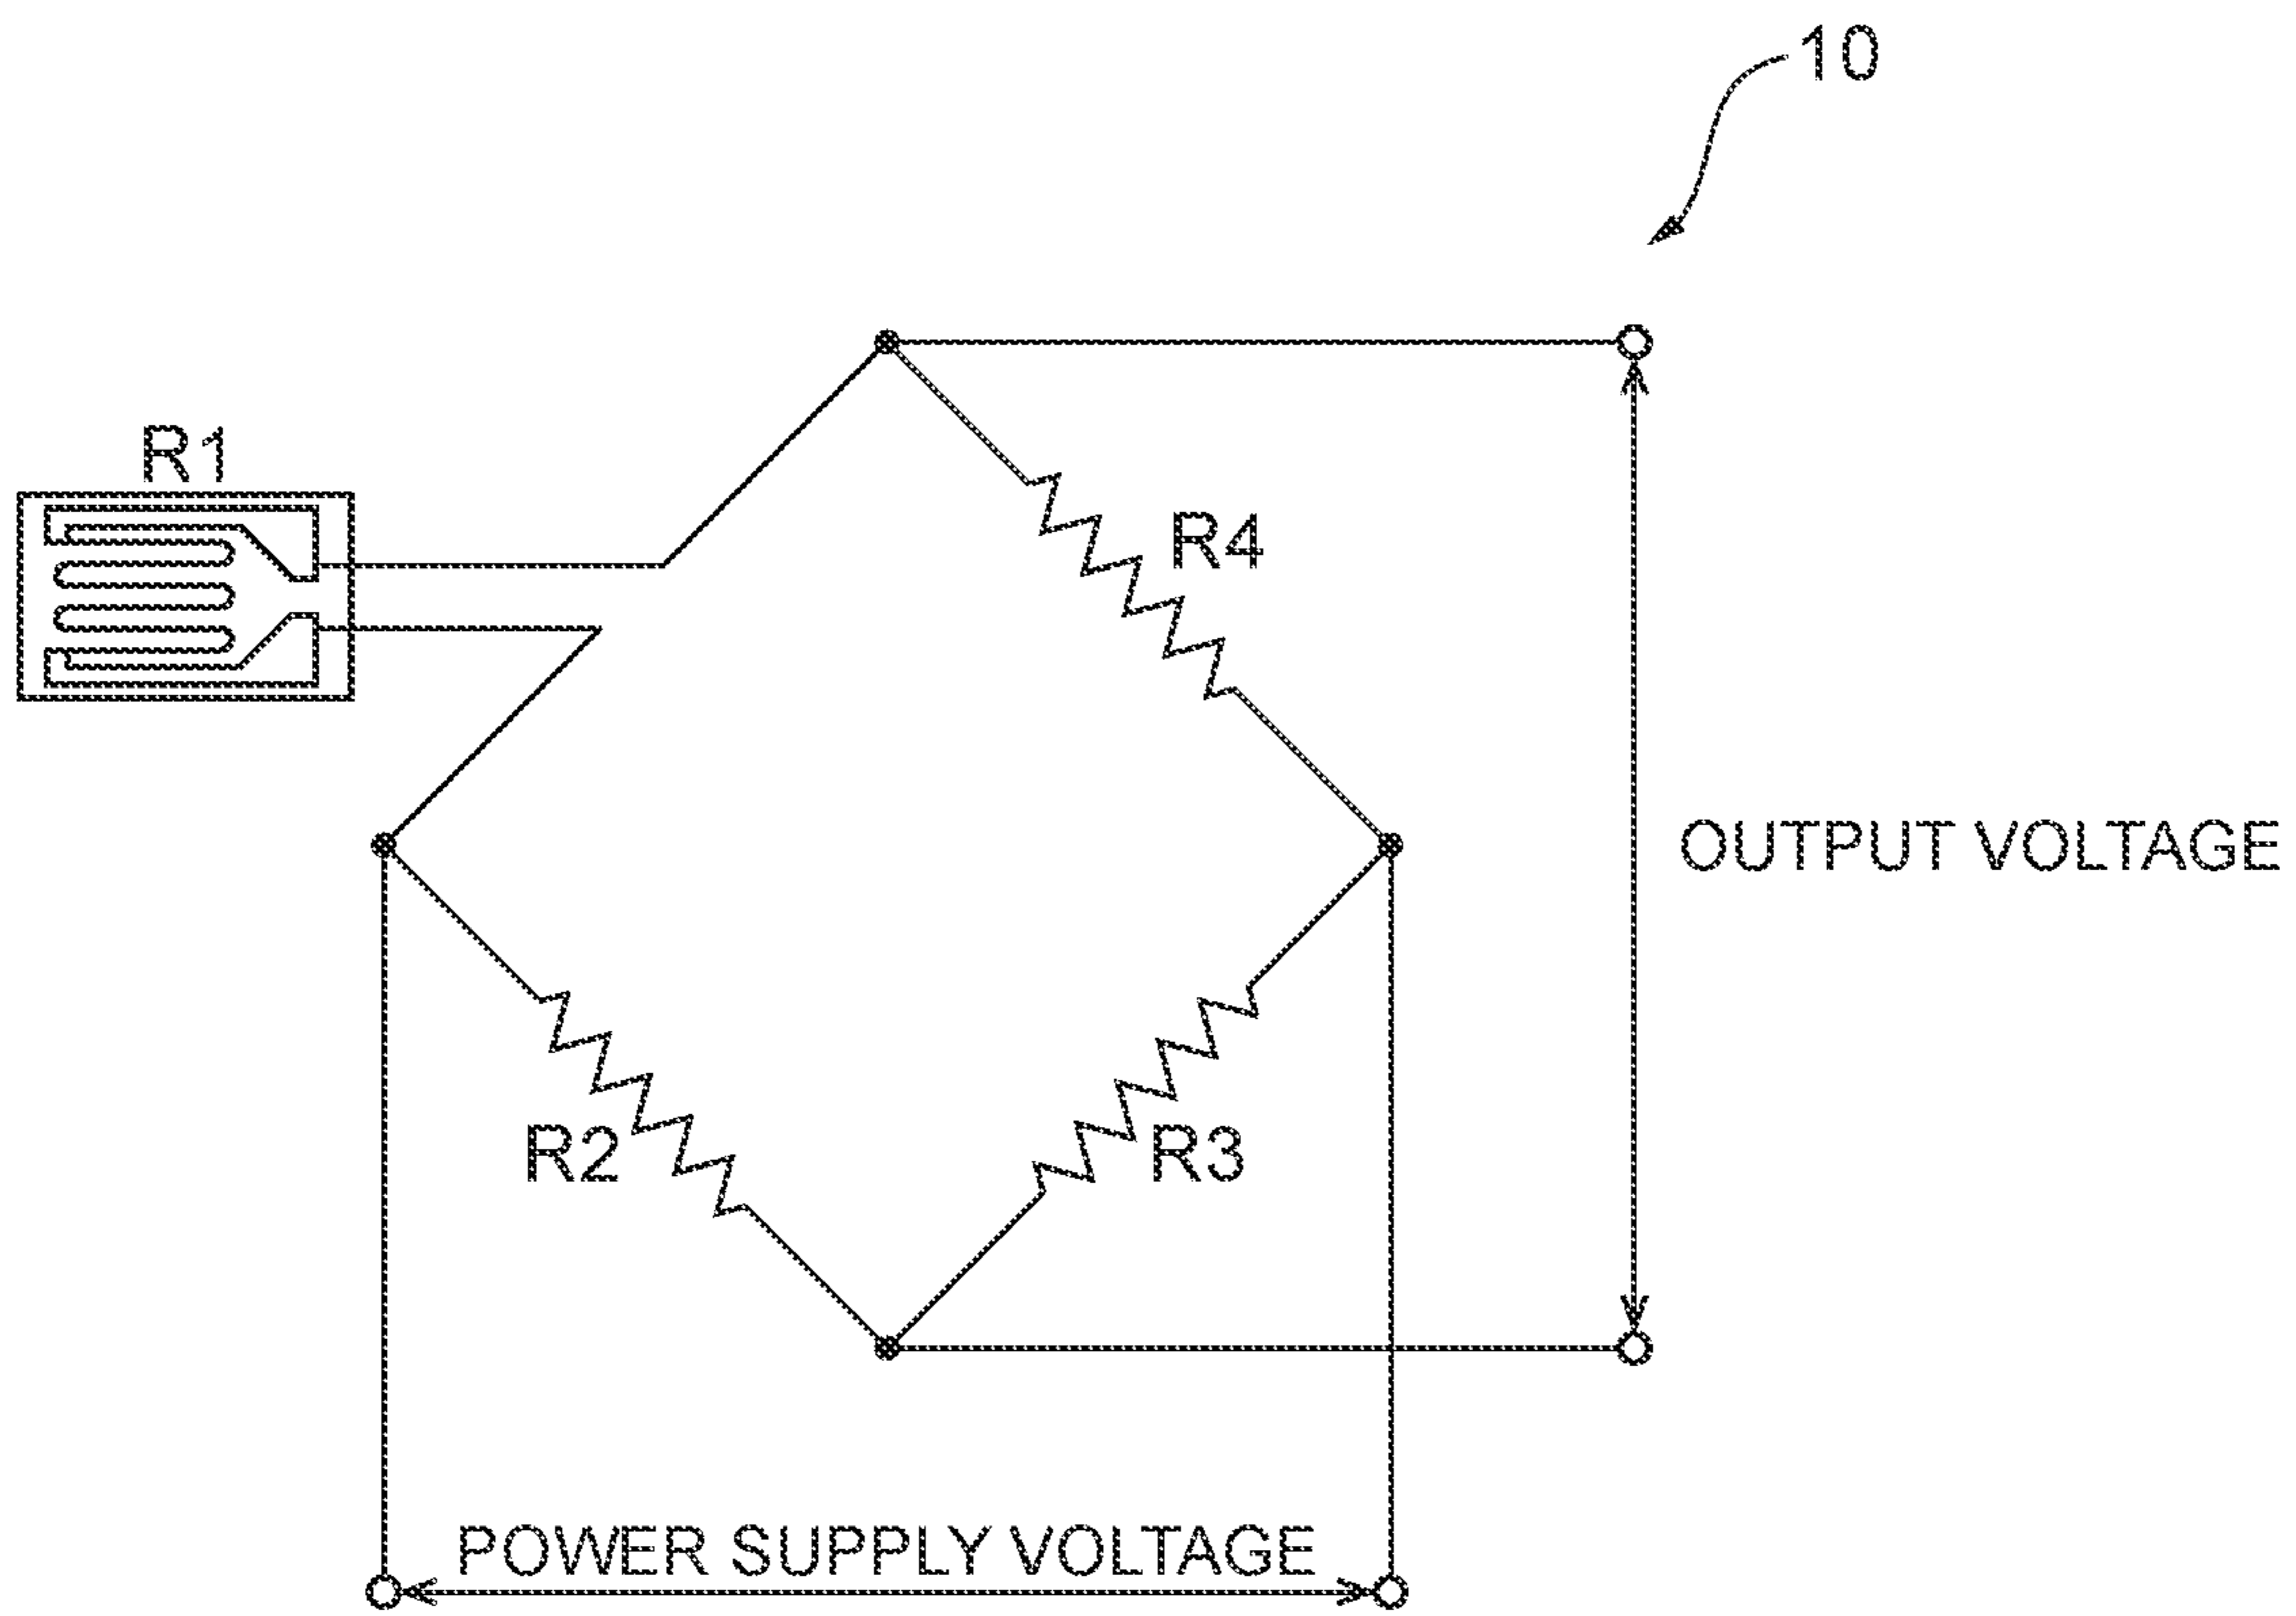 10
R1
R4
OUTPUT VOLTAGE
R2
R3
POWER SUPPLY VOLTAGE